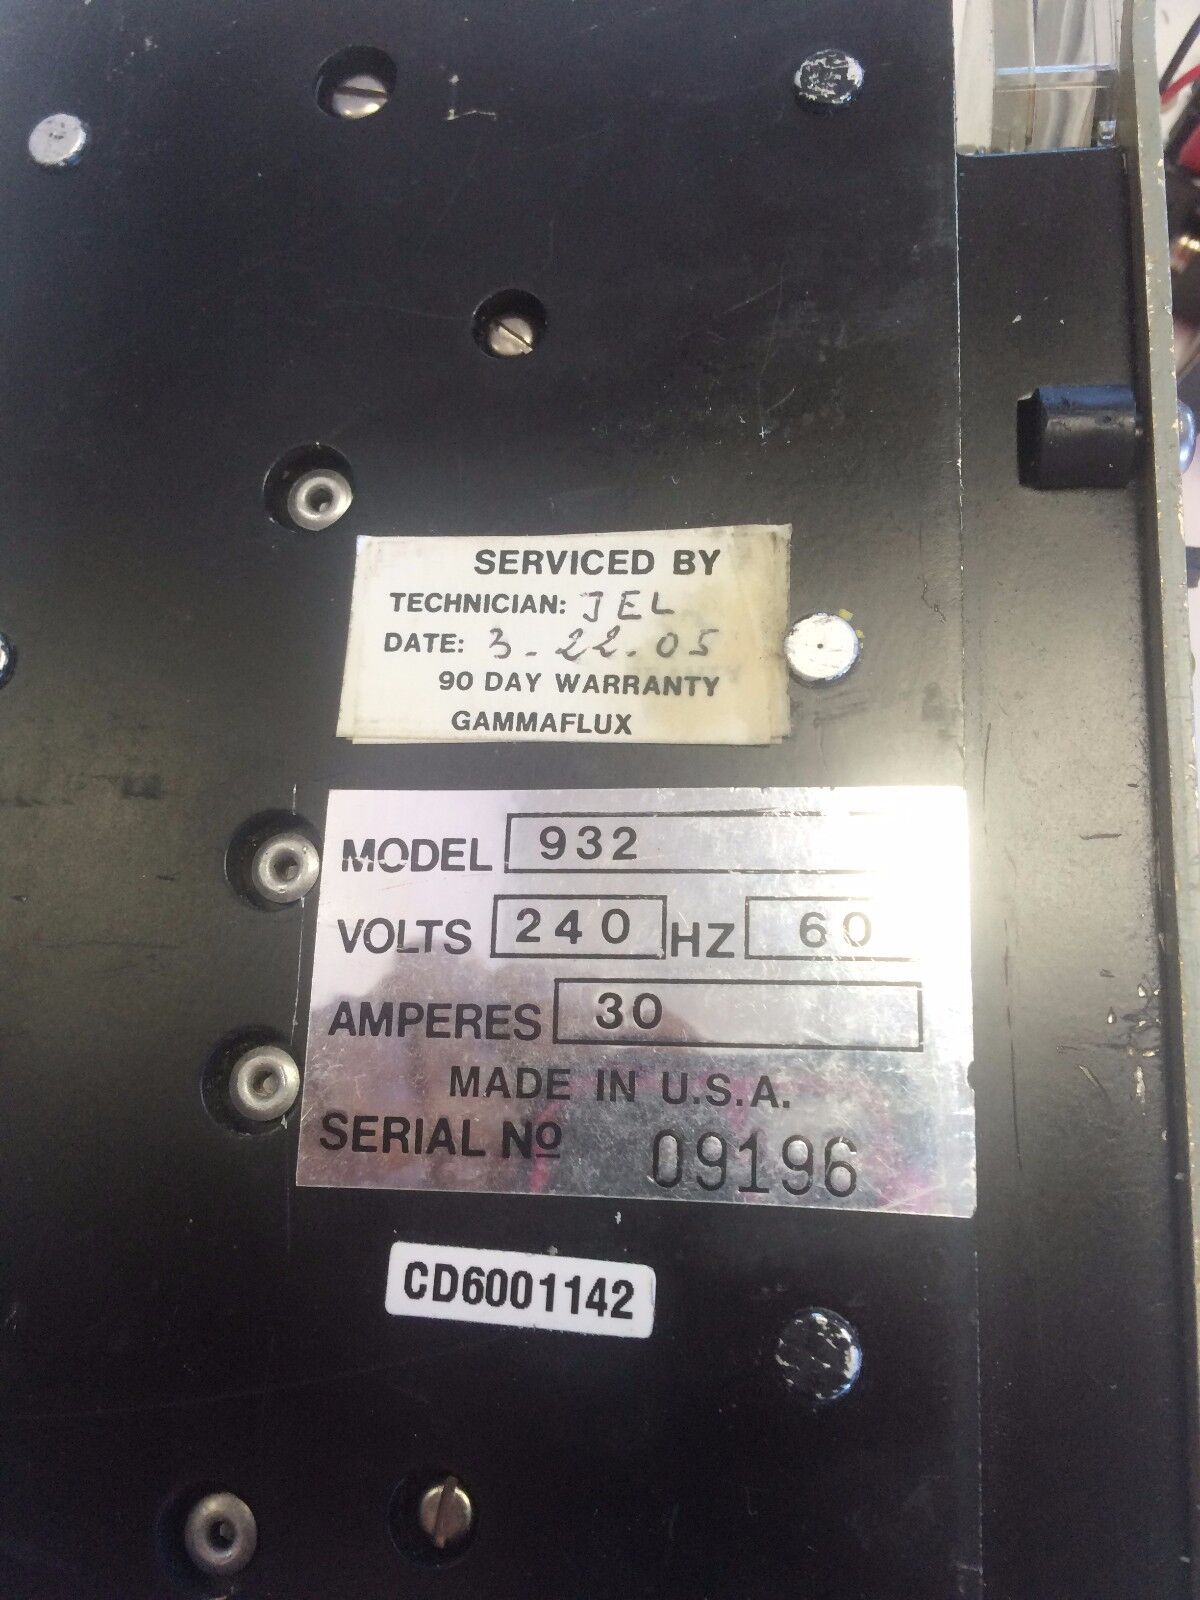 SERVICED BY
TECHNICIAN: JEL
DATE: 3-22.05
90 DAY WARRANTY
GAMMAFLUX
MODEL 932
VOLTS 240 HZ 60
AMPERES 30
MADE IN U.S.A.
SERIAL Nº 09196
CD6001142